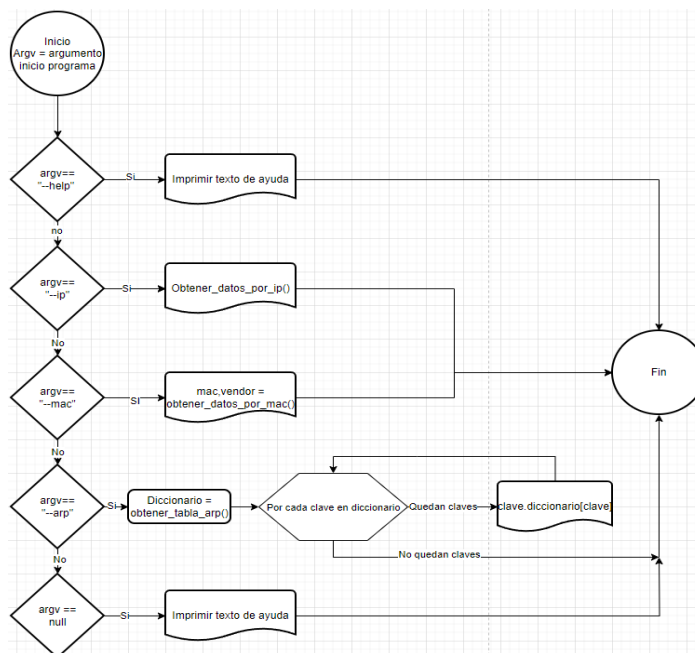 Inicio
Argv = argumento
inicio programa
argv==
"--help"
Si
Imprimir texto de ayuda
no
argv==
"--ip"
Si
Obtener_datos_por_ip()
No
argv==
"--mac"
Si
mac,vendor =
obtener_datos_por_mac()
Fin
No
argv==
"--arp"
Si
Diccionario =
obtener_tabla_arp()
Por cada clave en diccionario
Quedan claves
clave.diccionario[clave]
No quedan claves
No
argv ==
null
Si
Imprimir texto de ayuda